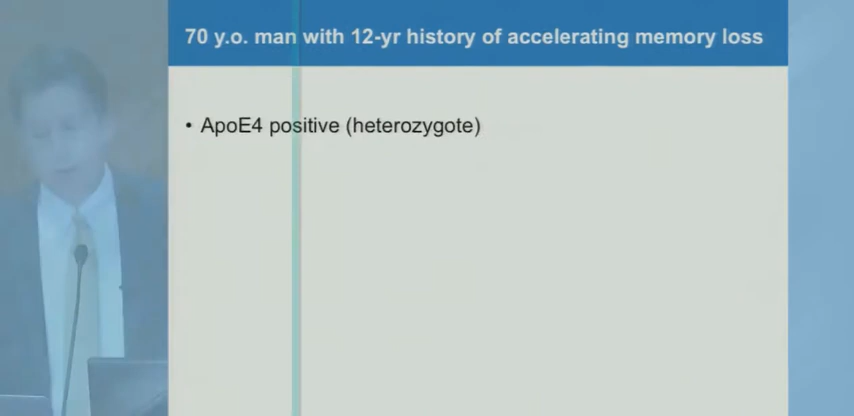 70 y.o. man with 12-yr history of accelerating memory loss
• ApoE4 positive (heterozygote)